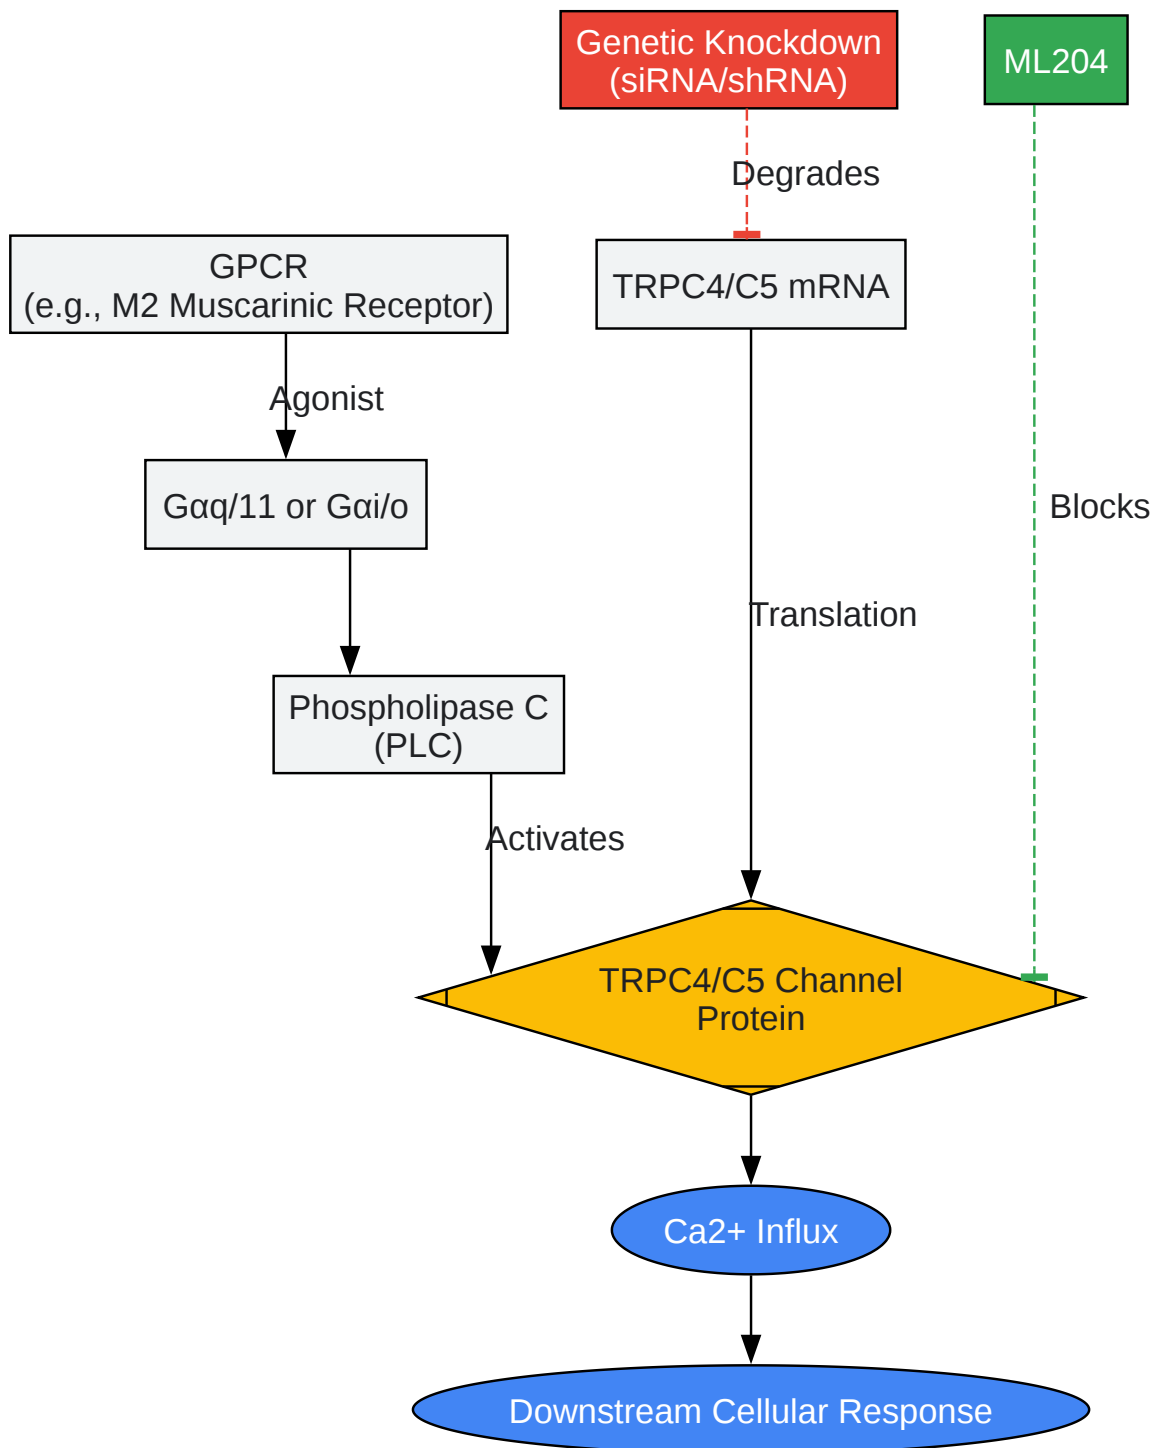 Genetic Knockdown
(siRNA/shRNA)
ML204
Degrades
GPCR
(e.g., M2 Muscarinic Receptor)
TRPC4/C5 mRNA
Agonist
Gαq/11 or Gαi/o
Blocks
Translation
Phospholipase C
(PLC)
Activates
TRPC4/C5 Channel
Protein
Ca2+ Influx
Downstream Cellular Response